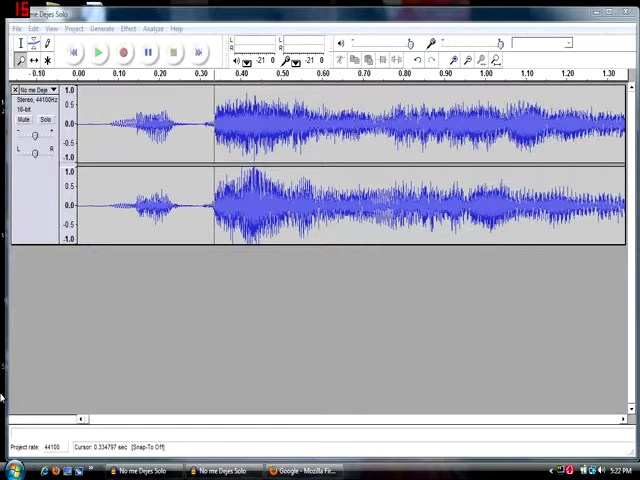 15
me Dejes Solo
File Edit View Project Generate Effect Analyze Help
L
R
L
R
-21 0
-21 0
- 0.10 0.00 0.10 0.20 0.30 0.40 0.50 0.60 0.70 0.80 0.90 1.00 1.10 1.20 1.30
No me Deje
Stereo, 44100Hz
16-bit
Mute Solo
- +
L R
1.0
0.5
0.0
-0.5
-1.0
1.0
0.5
0.0
-0.5
-1.0
Project rate: 44100 Cursor: 0.334797 sec [Snap-To Off]
No me Dejes Solo
No me Dejes Solo
Google - Mozilla Fir...
5:22 PM